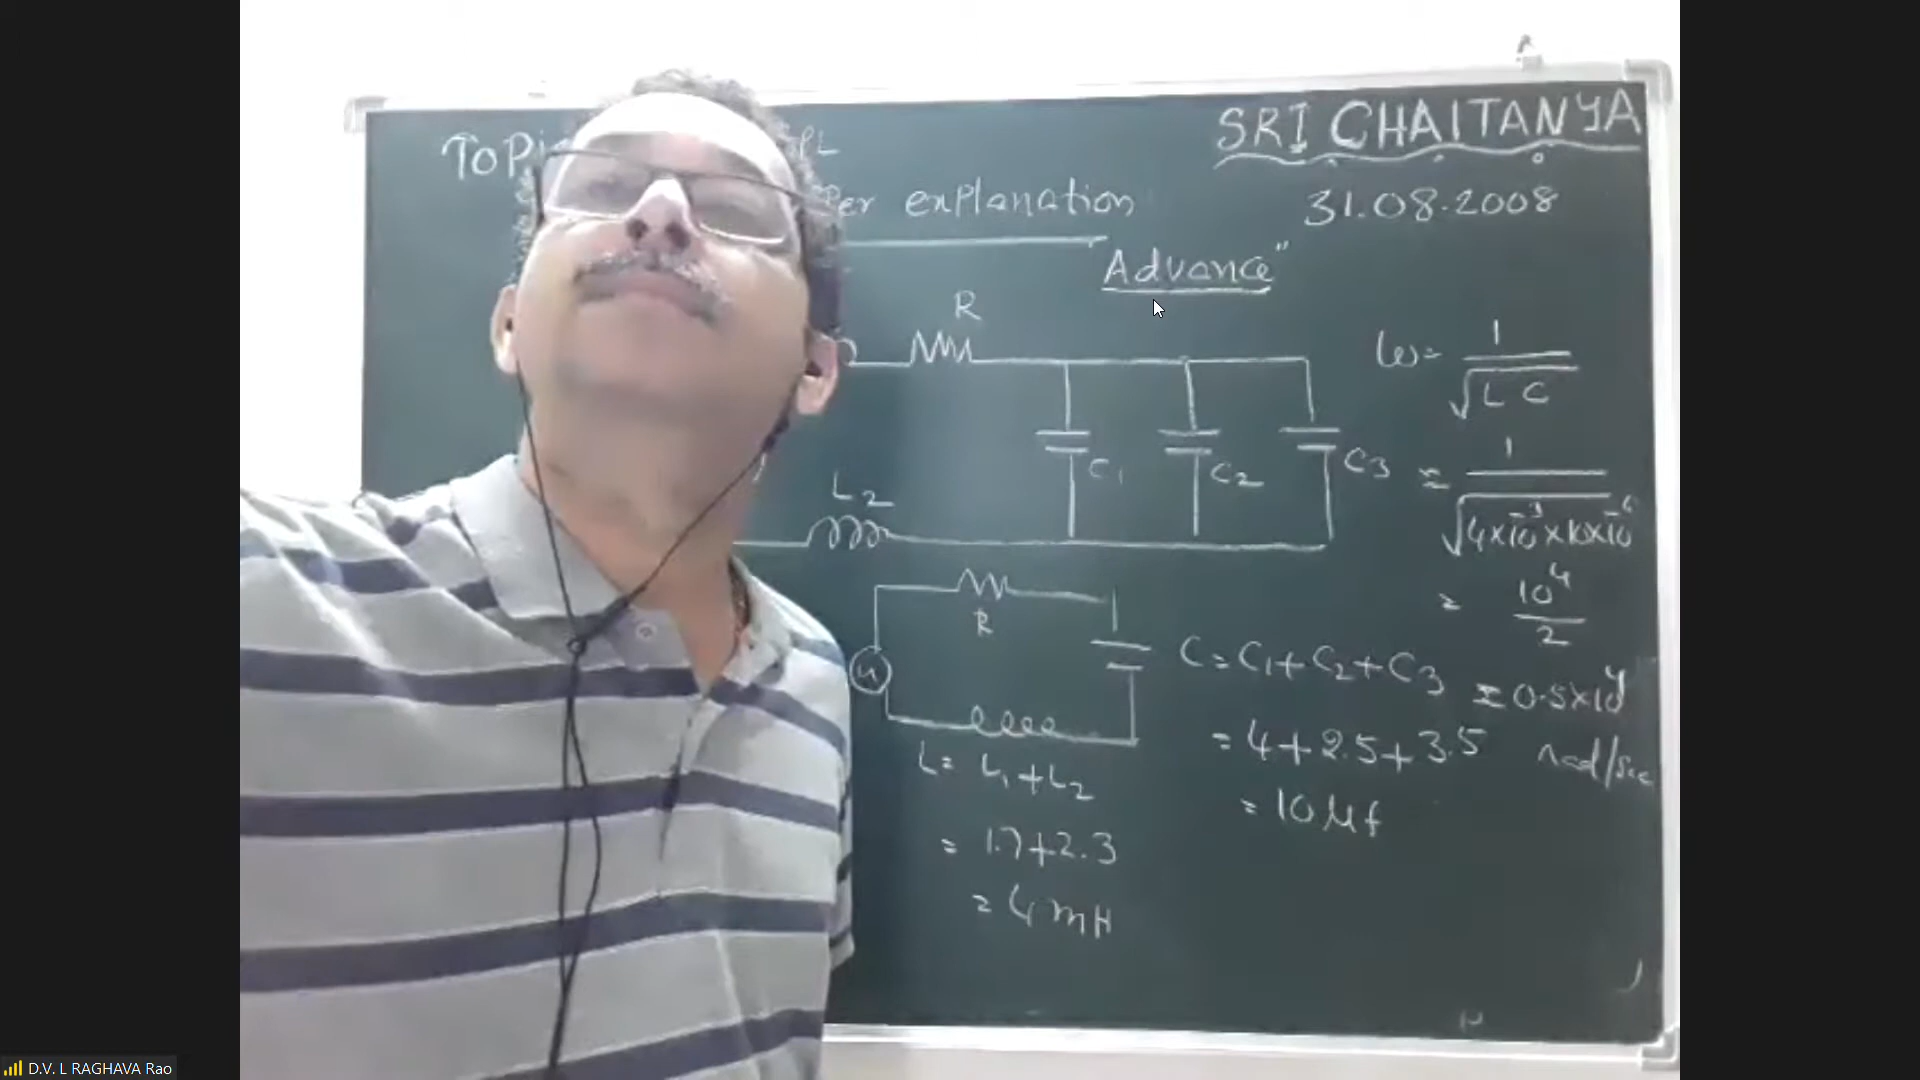 SRI CHAITANYA
31.08.2008
Per explanation
Advance"
R
C1
C2
C3
L2
ω= 1/√LC
= 1/√4×10⁻³×10×10⁻⁶
= 10⁴/2
= 0.5×10⁴
rad/sec
R
C=C1+C2+C3
= 4+2.5+3.5
= 10 μf
L= L1+L2
= 1.7+2.3
= 4mH
D.V. L RAGHAVA Rao